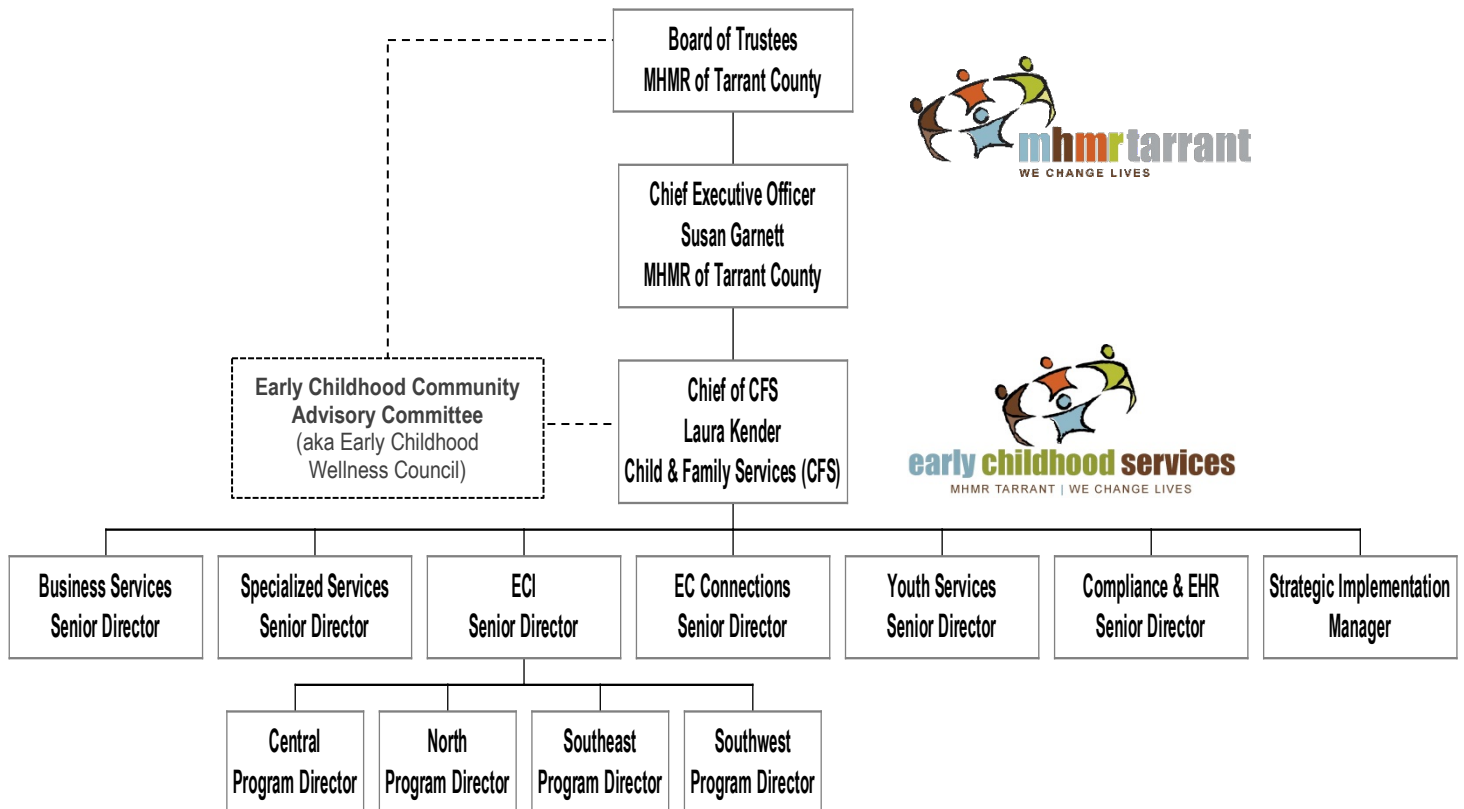 Board of Trustees
MHMR of Tarrant County
mhmr tarrant
WE CHANGE LIVES
Chief Executive Officer
Susan Garnett
MHMR of Tarrant County
Early Childhood Community
Advisory Committee
(aka Early Childhood
Wellness Council)
Chief of CFS
Laura Kender
Child & Family Services (CFS)
early childhood services
MHMR TARRANT | WE CHANGE LIVES
Business Services
Senior Director
Specialized Services
Senior Director
ECI
Senior Director
EC Connections
Senior Director
Youth Services
Senior Director
Compliance & EHR
Senior Director
Strategic Implementation
Manager
Central
Program Director
North
Program Director
Southeast
Program Director
Southwest
Program Director